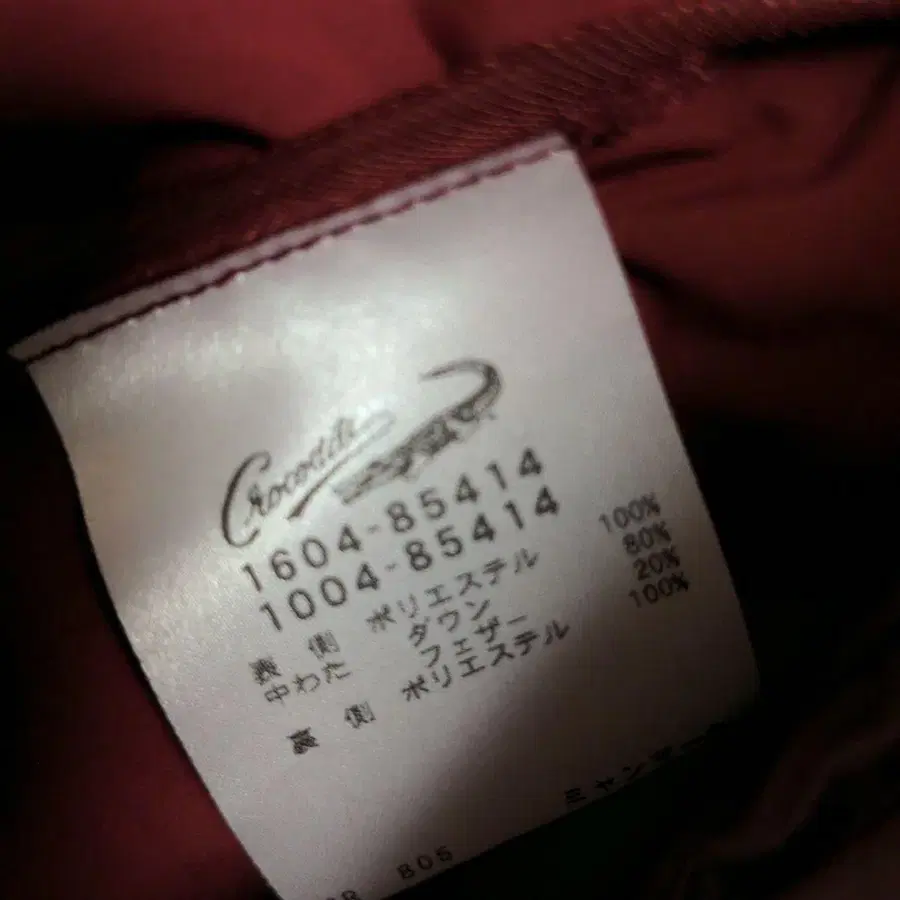 Crocodile
1604-85414
1004-85414
表側 ポリエステル 100%
中わた ダウン 80%
フェザー 20%
裏側 ポリエステル 100%
805